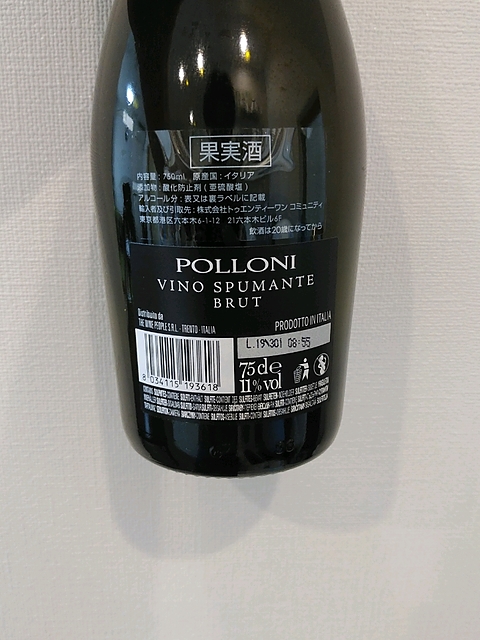 果実酒
内容量：750ml 原産国：イタリア
添加物：酸化防止剤（亜硫酸塩）
アルコール分：表又は裏ラベルに記載
輸入者及び引取先：株式会社トゥエンティーワン コミュニティ
東京都港区六本木6-1-12 21六本木ビル6F
飲酒は20歳になってから
POLLONI
VINO SPUMANTE
BRUT
Distribuito da
THE WINE PEOPLE S.R.L - TRENTO - ITALIA
PRODOTTO IN ITALIA
L.19\301 08:55
75cl e
11% vol
8 034115 193618